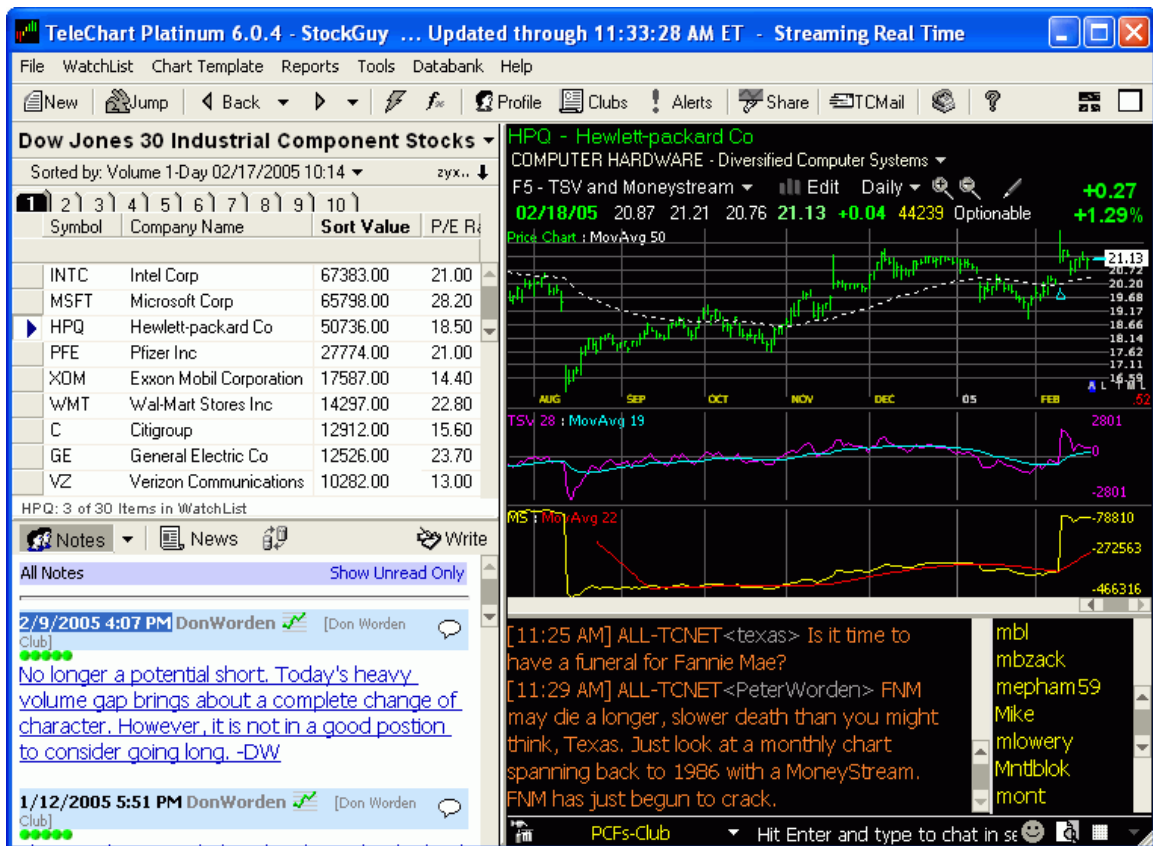 TeleChart Platinum 6.0.4 - StockGuy ... Updated through 11:33:28 AM ET - Streaming Real Time
File WatchList Chart Template Reports Tools Databank Help
New Jump Back Profile Clubs Alerts Share TCMail
Dow Jones 30 Industrial Component Stocks
Sorted by: Volume 1-Day 02/17/2005 10:14 zyx..
1 2 3 4 5 6 7 8 9 10
Symbol Company Name Sort Value P/E Ra
INTC Intel Corp 67383.00 21.00
MSFT Microsoft Corp 65798.00 28.20
HPQ Hewlett-packard Co 50736.00 18.50
PFE Pfizer Inc 27774.00 21.00
XOM Exxon Mobil Corporation 17587.00 14.40
WMT Wal-Mart Stores Inc 14297.00 22.80
C Citigroup 12912.00 15.60
GE General Electric Co 12526.00 23.70
VZ Verizon Communications 10282.00 13.00
HPQ: 3 of 30 Items in WatchList
Notes News Write
All Notes Show Unread Only
2/9/2005 4:07 PM DonWorden [Don Worden
Club]
No longer a potential short. Today's heavy
volume gap brings about a complete change of
character. However, it is not in a good postion
to consider going long. -DW
1/12/2005 5:51 PM DonWorden [Don Worden
Club]
HPQ - Hewlett-packard Co
COMPUTER HARDWARE - Diversified Computer Systems
F5 - TSV and Moneystream Edit Daily +0.27
02/18/05 20.87 21.21 20.76 21.13 +0.04 44239 Optionable +1.29%
Price Chart : MovAvg 50
21.13
20.72
20.20
19.68
19.17
18.66
18.14
17.62
17.11
16.59
A L T M L
AUG SEP OCT NOV DEC 05 FEB .52
TSV 28 : MovAvg 19 2801
0
-2801
MS : MovAvg 22 -78810
-272563
-466316
[11:25 AM] ALL-TCNET<texas> Is it time to
have a funeral for Fannie Mae?
[11:29 AM] ALL-TCNET<PeterWorden> FNM
may die a longer, slower death than you might
think, Texas. Just look at a monthly chart
spanning back to 1986 with a MoneyStream.
FNM has just begun to crack.
mbl
mbzack
mepham59
Mike
mlowery
Mntlblok
mont
PCFs-Club Hit Enter and type to chat in se